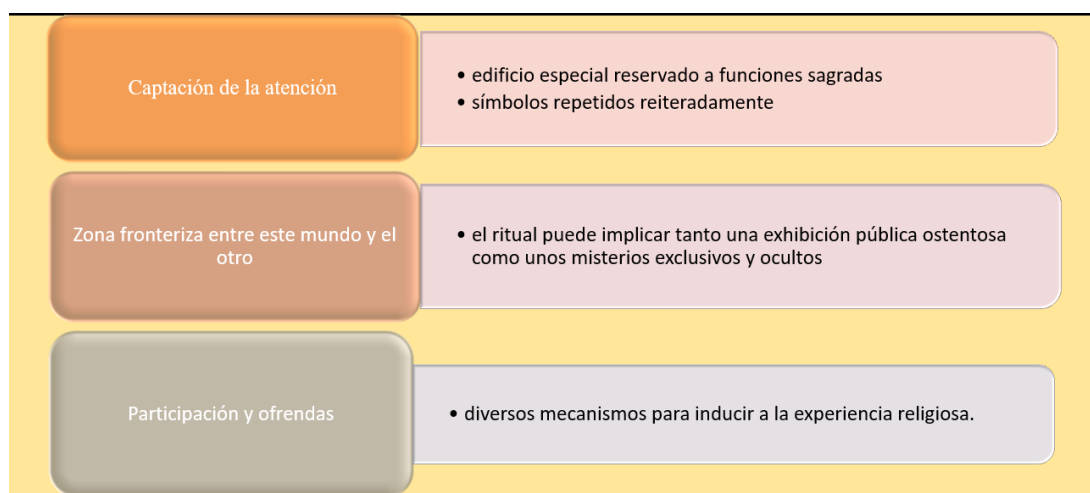 Captación de la atención
• edificio especial reservado a funciones sagradas
• símbolos repetidos reiteradamente
Zona fronteriza entre este mundo y el
otro
• el ritual puede implicar tanto una exhibición pública ostentosa
como unos misterios exclusivos y ocultos
Participación y ofrendas
• diversos mecanismos para inducir a la experiencia religiosa.